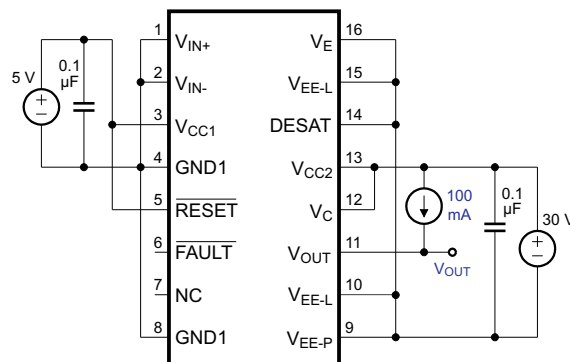 1 V_IN+ V_E 16
2 V_IN- V_EE-L 15
5 V 0.1 µF
3 V_CC1 DESAT 14
4 GND1 V_CC2 13
5 RESET V_C 12
100 mA
0.1 µF
30 V
6 FAULT V_OUT 11
V_OUT
7 NC V_EE-L 10
8 GND1 V_EE-P 9